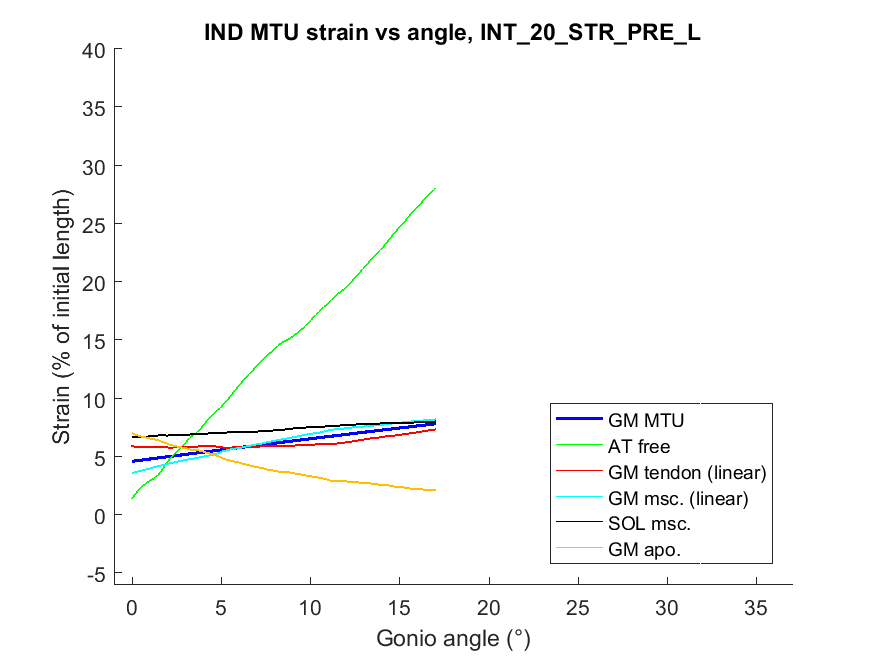 IND MTU strain vs angle, INT_20_STR_PRE_L
Strain (% of initial length)
40
35
30
25
20
15
10
5
0
-5
0 5 10 15 20 25 30 35
Gonio angle (°)
GM MTU
AT free
GM tendon (linear)
GM msc. (linear)
SOL msc.
GM apo.